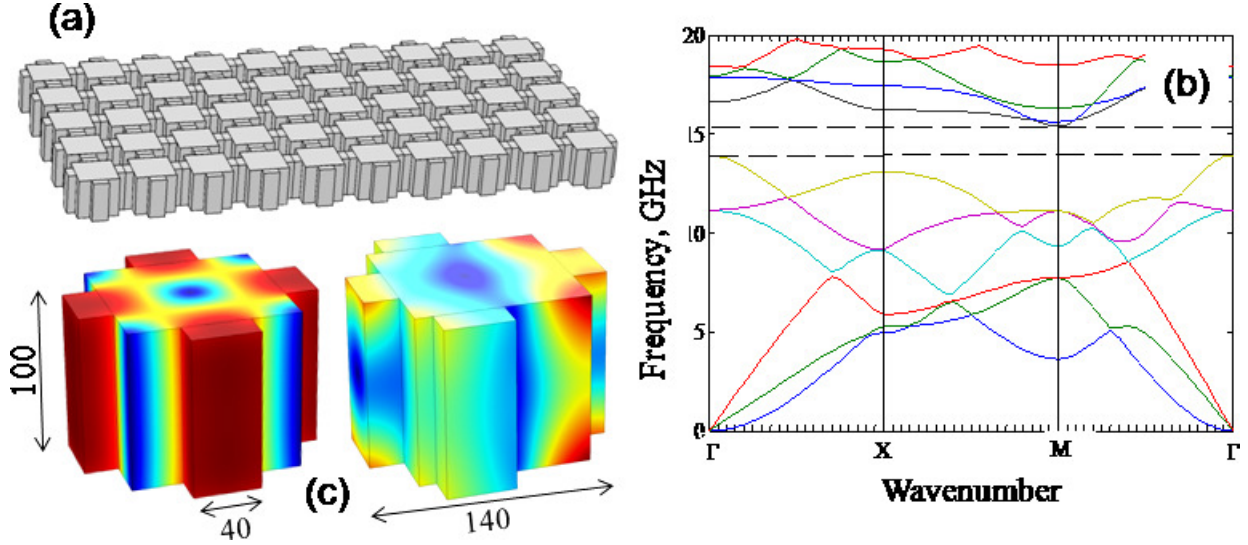 (a)
100
40
(c)
140
(b)
Frequency, GHz
20
15
10
5
0
Γ
X
M
Γ
Wavenumber